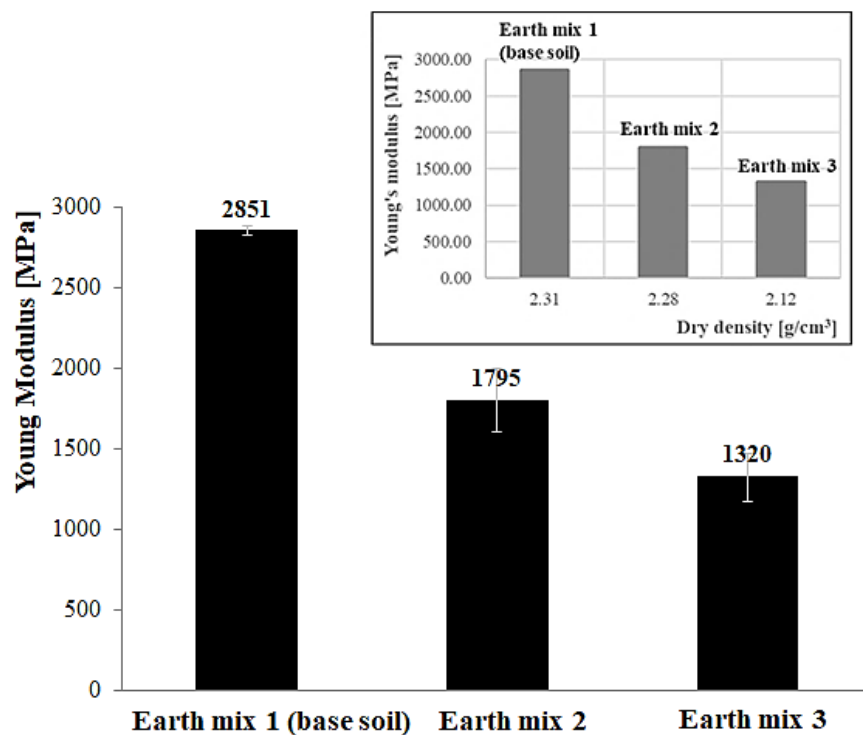 Earth mix 1
(base soil)
Young's modulus [MPa]
3000.00
2500.00
2000.00
1500.00
1000.00
500.00
0.00
Earth mix 2
Earth mix 3
2.31
2.28
2.12
Dry density [g/cm³]
Young Modulus [MPa]
3000
2500
2000
1500
1000
500
0
2851
1795
1320
Earth mix 1 (base soil)
Earth mix 2
Earth mix 3